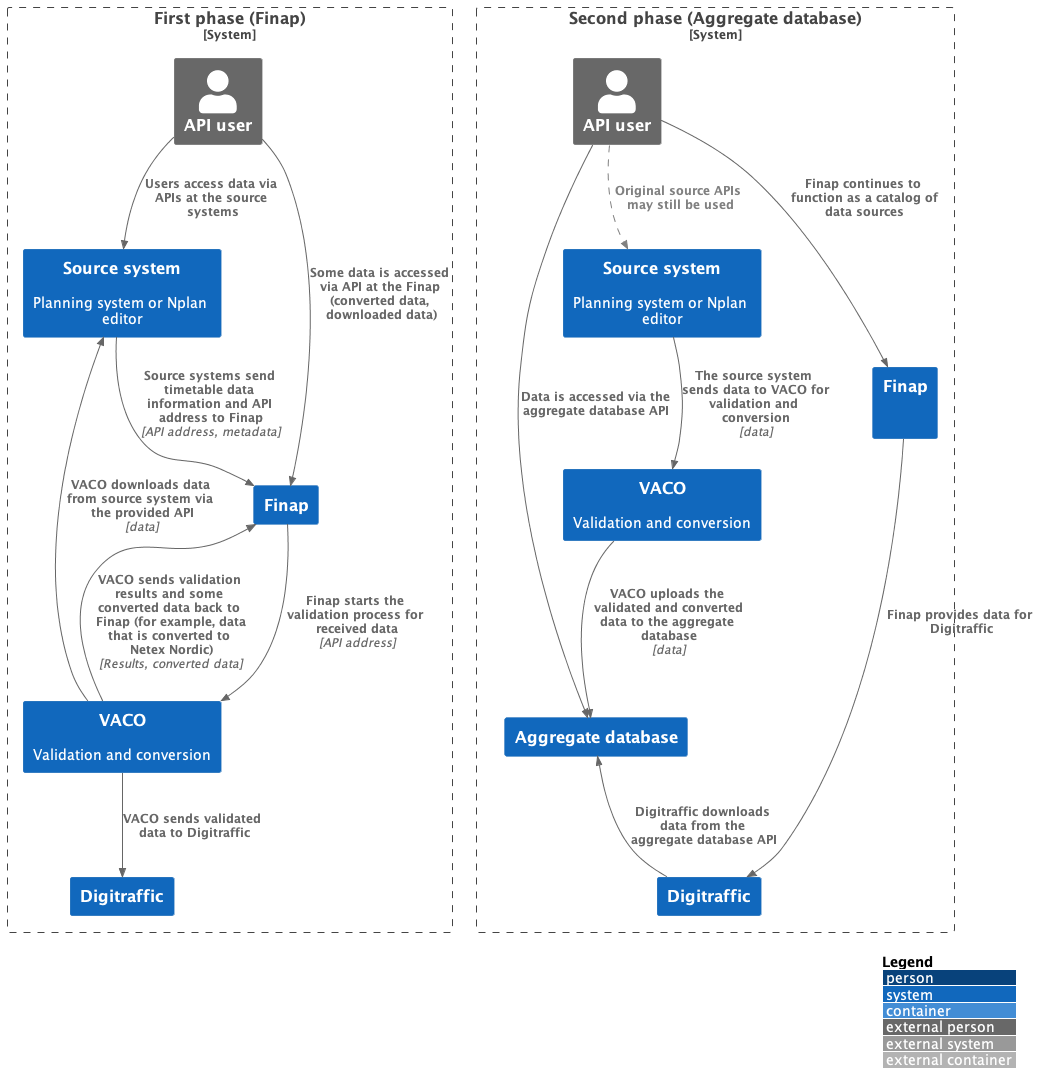 First phase (Finap)
[System]
API user
Users access data via
APIs at the source
systems
Source system
Planning system or Nplan
editor
Some data is accessed
via API at the Finap
(converted data,
downloaded data)
Source systems send
timetable data
information and API
address to Finap
[API address, metadata]
VACO downloads data
from source system via
the provided API
[data]
Finap
VACO sends validation
results and some
converted data back to
Finap (for example, data
that is converted to
Netex Nordic)
[Results, converted data]
Finap starts the
validation process for
received data
[API address]
VACO
Validation and conversion
VACO sends validated
data to Digitraffic
Digitraffic
Second phase (Aggregate database)
[System]
API user
Original source APIs
may still be used
Finap continues to
function as a catalog of
data sources
Source system
Planning system or Nplan
editor
Data is accessed via the
aggregate database API
The source system
sends data to VACO for
validation and
conversion
[data]
Finap
VACO
Validation and conversion
VACO uploads the
validated and converted
data to the aggregate
database
[data]
Finap provides data for
Digitraffic
Aggregate database
Digitraffic downloads
data from the
aggregate database API
Digitraffic
Legend
person
system
container
external person
external system
external container